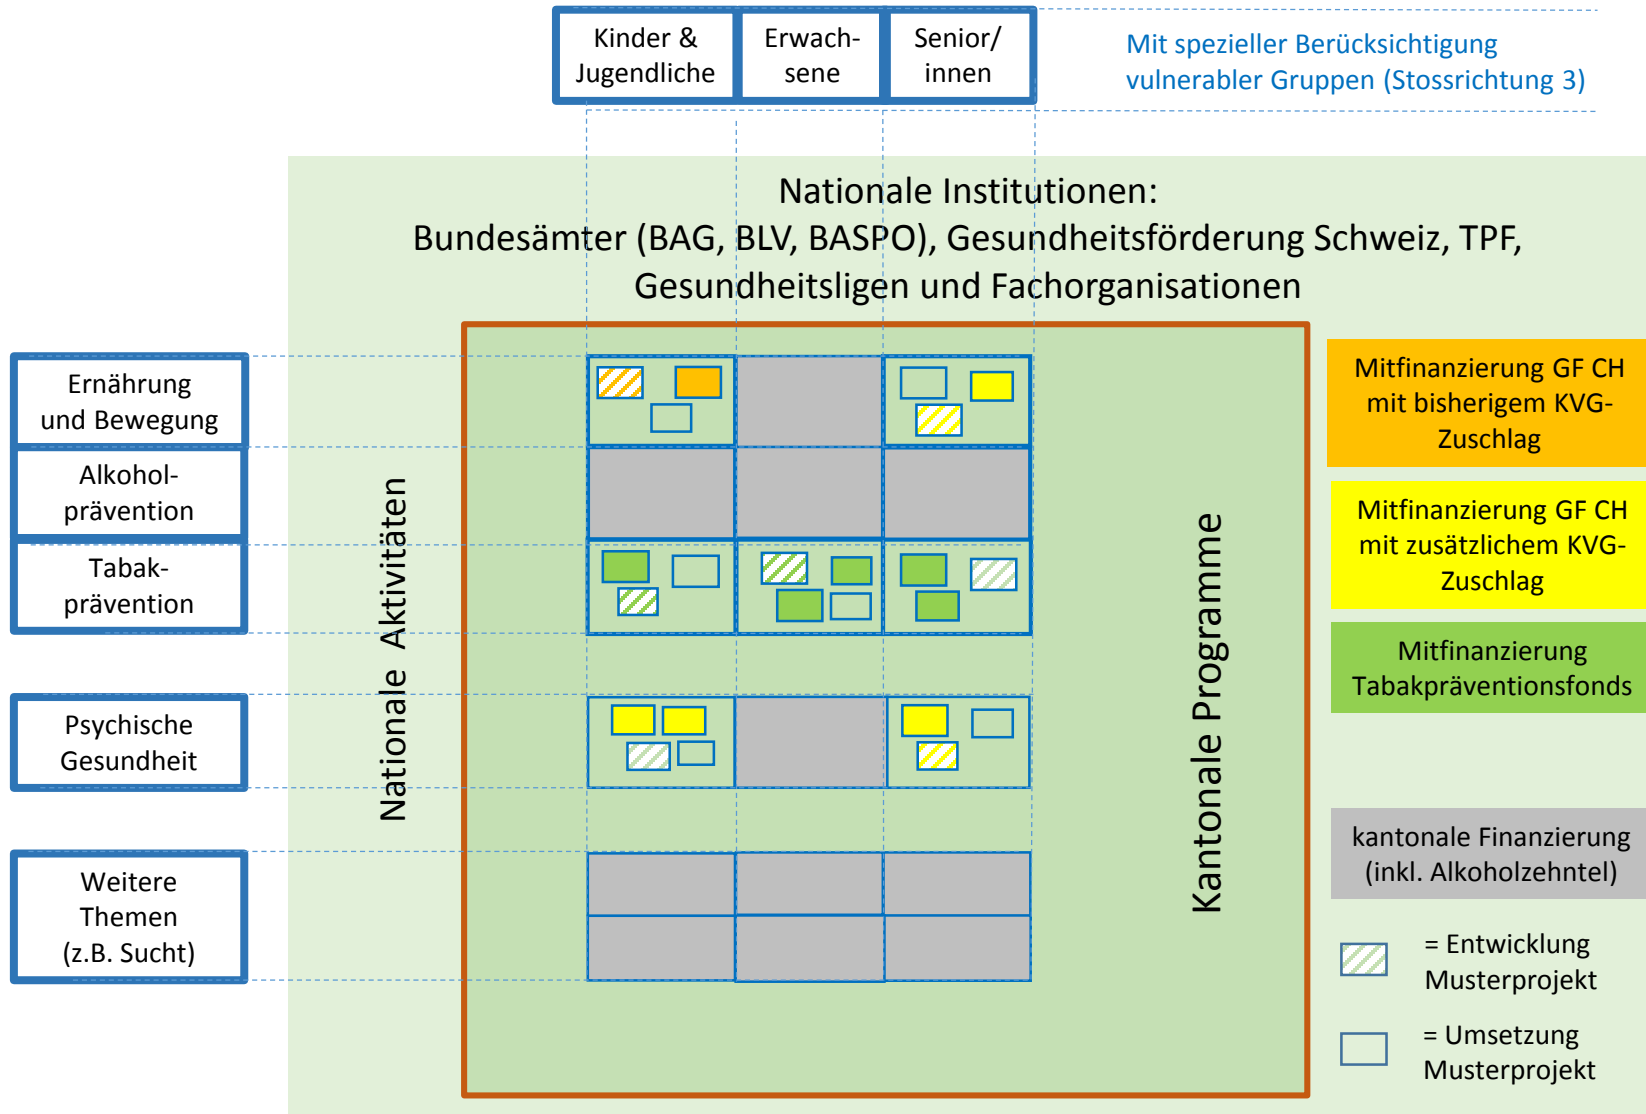 Kinder &
Jugendliche
Erwach-
sene
Senior/
innen
Mit spezieller Berücksichtigung
vulnerabler Gruppen (Stossrichtung 3)
Nationale Institutionen:
Bundesämter (BAG, BLV, BASPO), Gesundheitsförderung Schweiz, TPF,
Gesundheitsligen und Fachorganisationen
Ernährung
und Bewegung
Alkohol-
prävention
Tabak-
prävention
Psychische
Gesundheit
Weitere
Themen
(z.B. Sucht)
Nationale Aktivitäten
Kantonale Programme
Mitfinanzierung GF CH
mit bisherigem KVG-
Zuschlag
Mitfinanzierung GF CH
mit zusätzlichem KVG-
Zuschlag
Mitfinanzierung
Tabakpräventionsfonds
kantonale Finanzierung
(inkl. Alkoholzehntel)
= Entwicklung
Musterprojekt
= Umsetzung
Musterprojekt